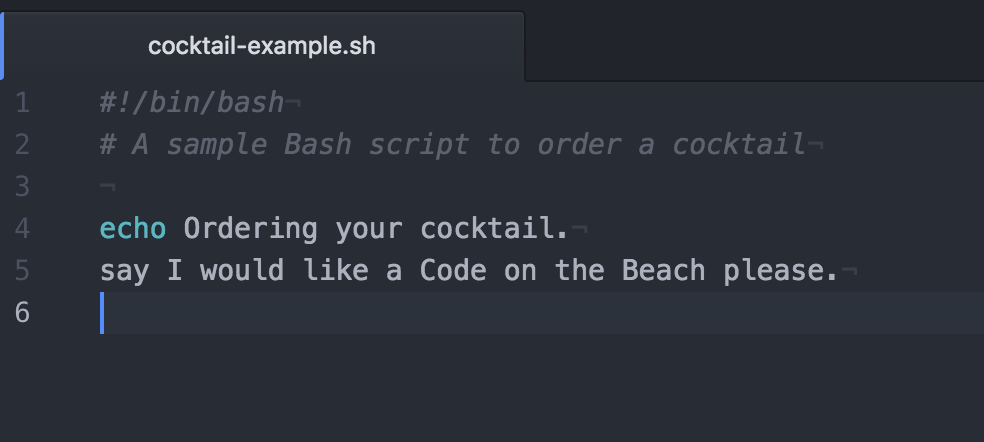 cocktail-example.sh
1 #!/bin/bash¬
2 # A sample Bash script to order a cocktail¬
3 ¬
4 echo Ordering your cocktail.¬
5 say I would like a Code on the Beach please.¬
6